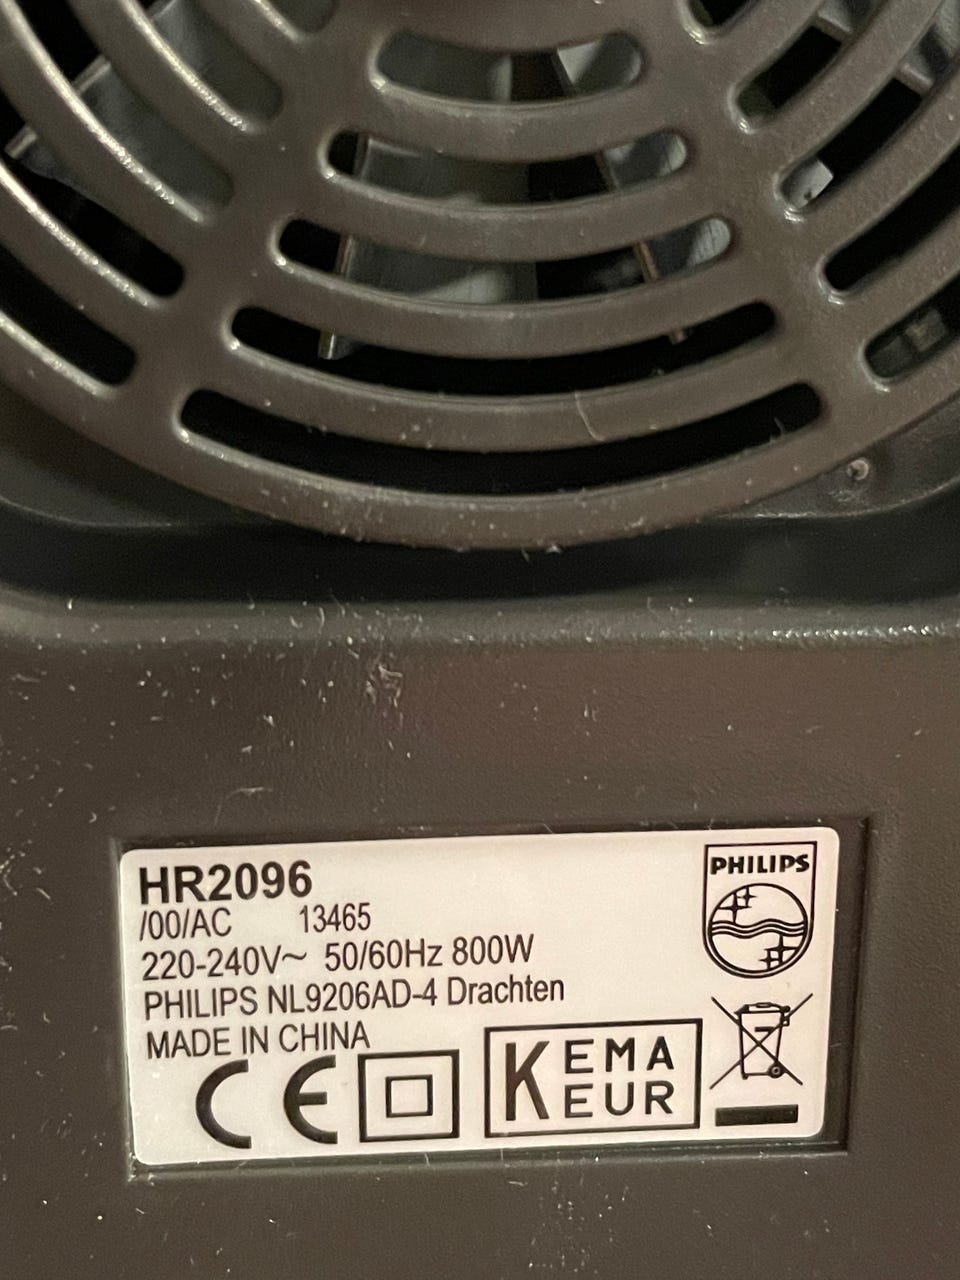 HR2096
/00/AC 13465
220-240V~ 50/60Hz 800W
PHILIPS NL9206AD-4 Drachten
MADE IN CHINA
PHILIPS
CE
KEMA
EUR